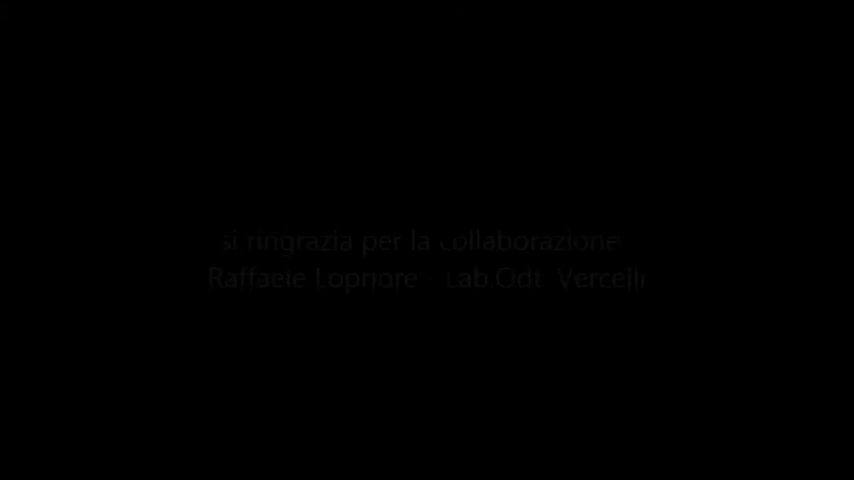 si ringrazia per la collaborazione
Raffaele Lopriore - Lab.Odt. Vercelli